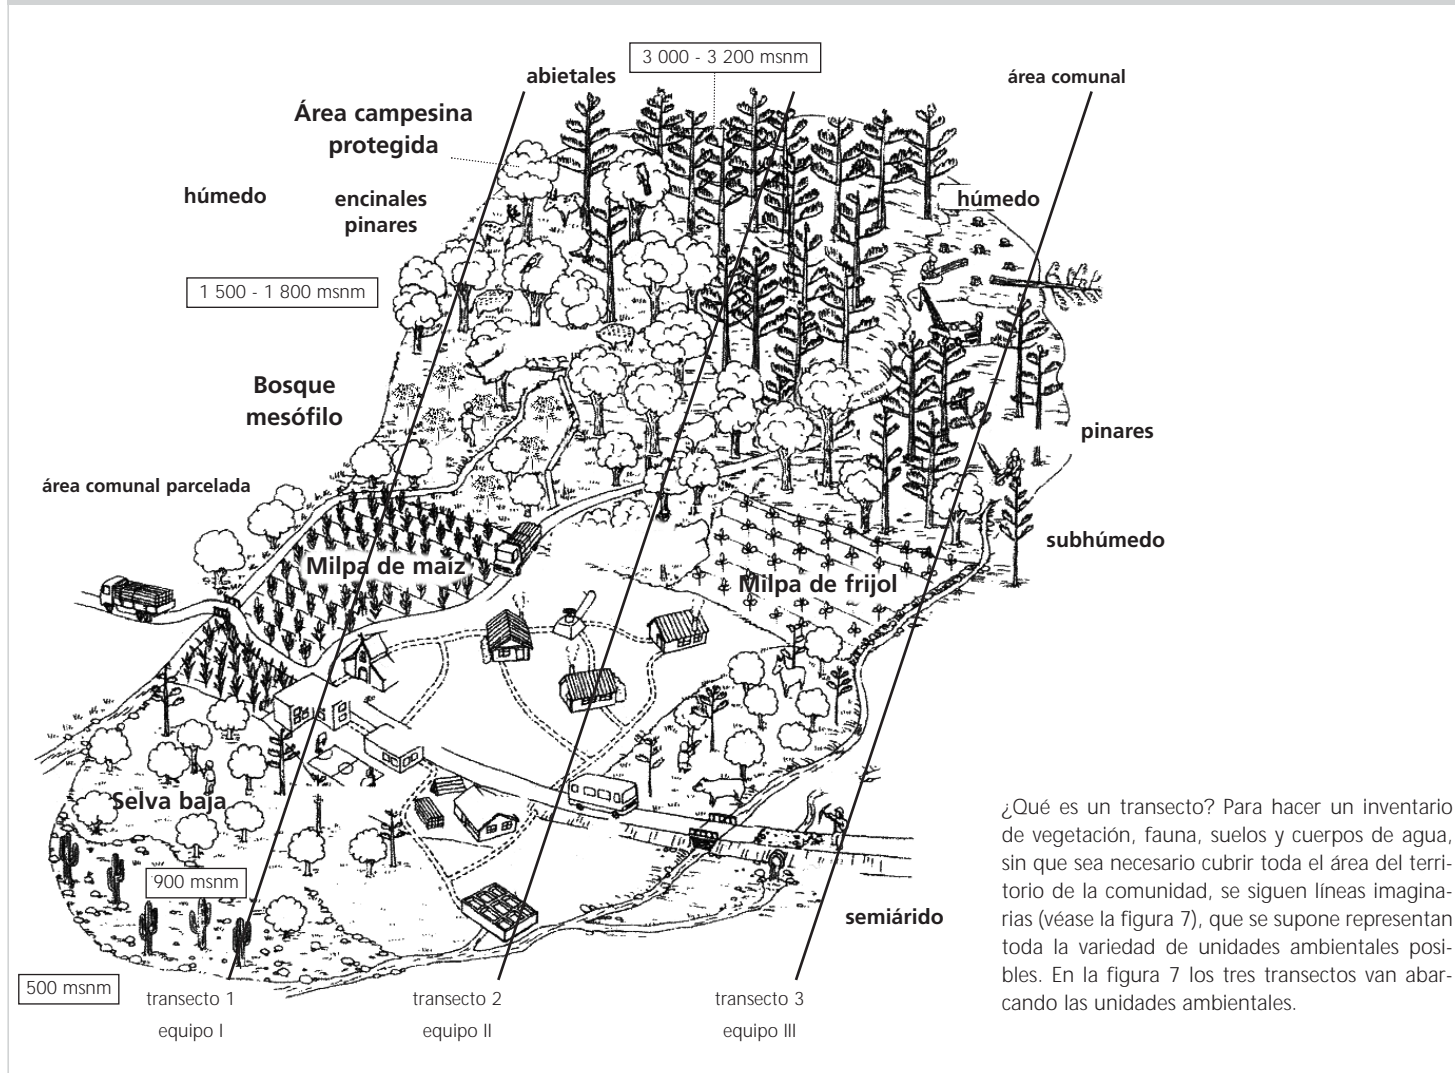 3 000 - 3 200 msnm
abietales
área comunal
Área campesina
protegida
húmedo
encinales
pinares
húmedo
1 500 - 1 800 msnm
Bosque
mesófilo
pinares
área comunal parcelada
subhúmedo
Milpa de maíz
Milpa de frijol
Selva baja
900 msnm
semiárido
500 msnm
transecto 1
equipo I
transecto 2
equipo II
transecto 3
equipo III
¿Qué es un transecto? Para hacer un inventario
de vegetación, fauna, suelos y cuerpos de agua,
sin que sea necesario cubrir toda el área del terri-
torio de la comunidad, se siguen líneas imagina-
rias (véase la figura 7), que se supone representan
toda la variedad de unidades ambientales posi-
bles. En la figura 7 los tres transectos van abar-
cando las unidades ambientales.